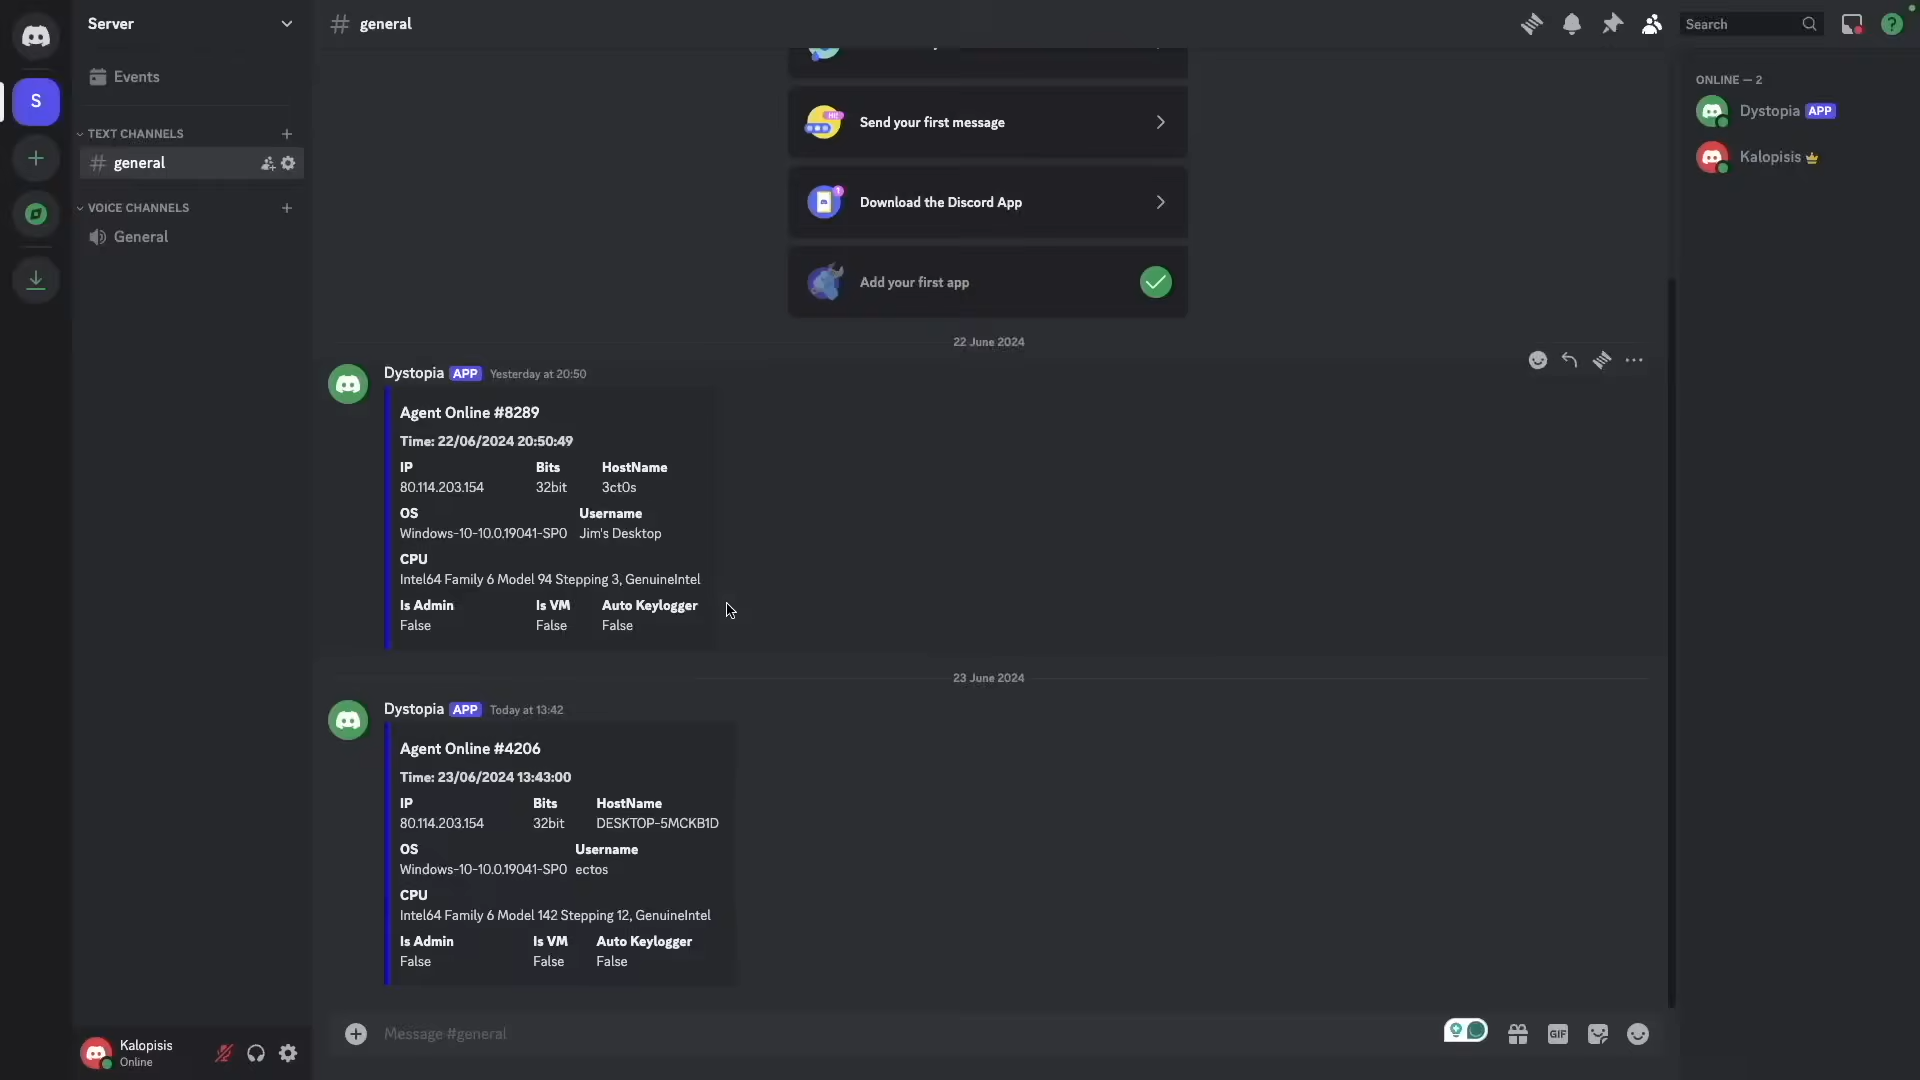 Server
# general
Search
S
Events
TEXT CHANNELS
# general
VOICE CHANNELS
General
HI!
Send your first message
1
Download the Discord App
Add your first app
22 June 2024
Dystopia APP Yesterday at 20:50
Agent Online #8289
Time: 22/06/2024 20:50:49
IP Bits HostName
80.114.203.154 32bit 3ct0s
OS Username
Windows-10-10.0.19041-SP0 Jim's Desktop
CPU
Intel64 Family 6 Model 94 Stepping 3, GenuineIntel
Is Admin Is VM Auto Keylogger
False False False
23 June 2024
Dystopia APP Today at 13:42
Agent Online #4206
Time: 23/06/2024 13:43:00
IP Bits HostName
80.114.203.154 32bit DESKTOP-5MCKB1D
OS Username
Windows-10-10.0.19041-SP0 ectos
CPU
Intel64 Family 6 Model 142 Stepping 12, GenuineIntel
Is Admin Is VM Auto Keylogger
False False False
Message #general
GIF
Kalopisis
Online
ONLINE — 2
Dystopia APP
Kalopisis